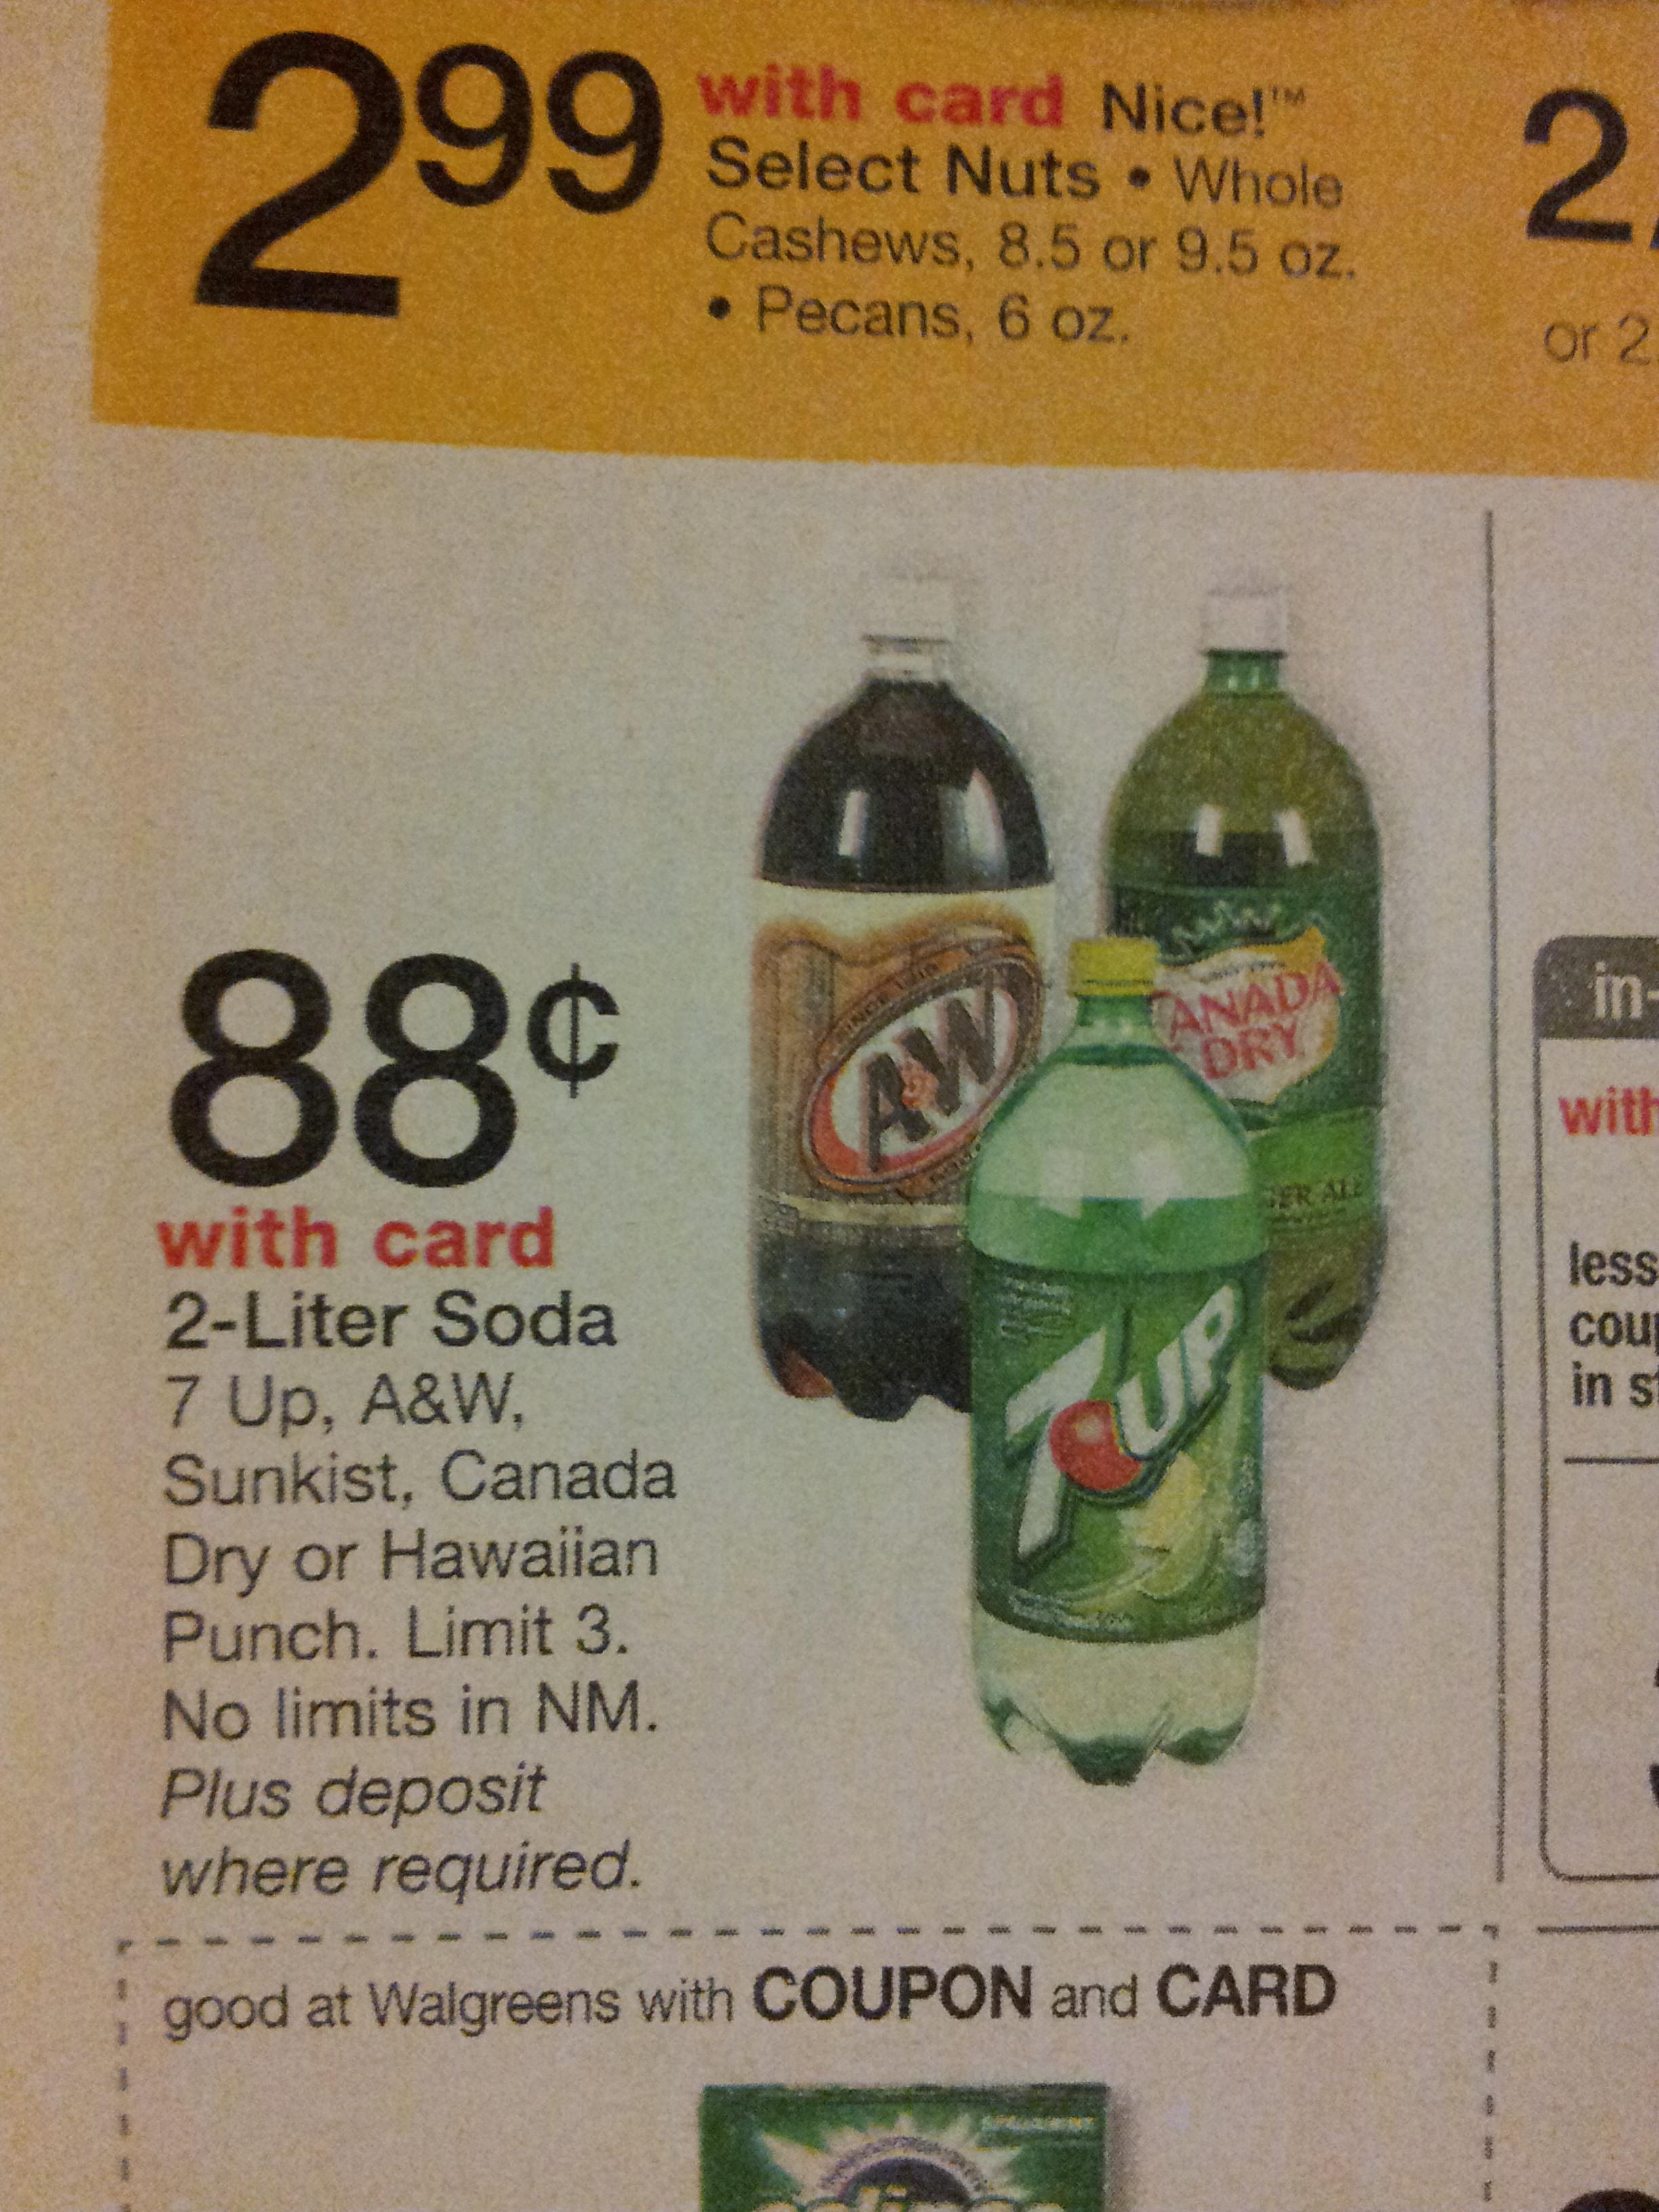 2 99
with card Nice!™
Select Nuts • Whole
Cashews, 8.5 or 9.5 oz.
• Pecans, 6 oz.
2
or 2
SINCE 1919
A&W
CANADA
DRY
7UP
88¢
with card
2-Liter Soda
7 Up, A&W,
Sunkist, Canada
Dry or Hawaiian
Punch. Limit 3.
No limits in NM.
Plus deposit
where required.
in-
with
less
in
good at Walgreens with COUPON and CARD